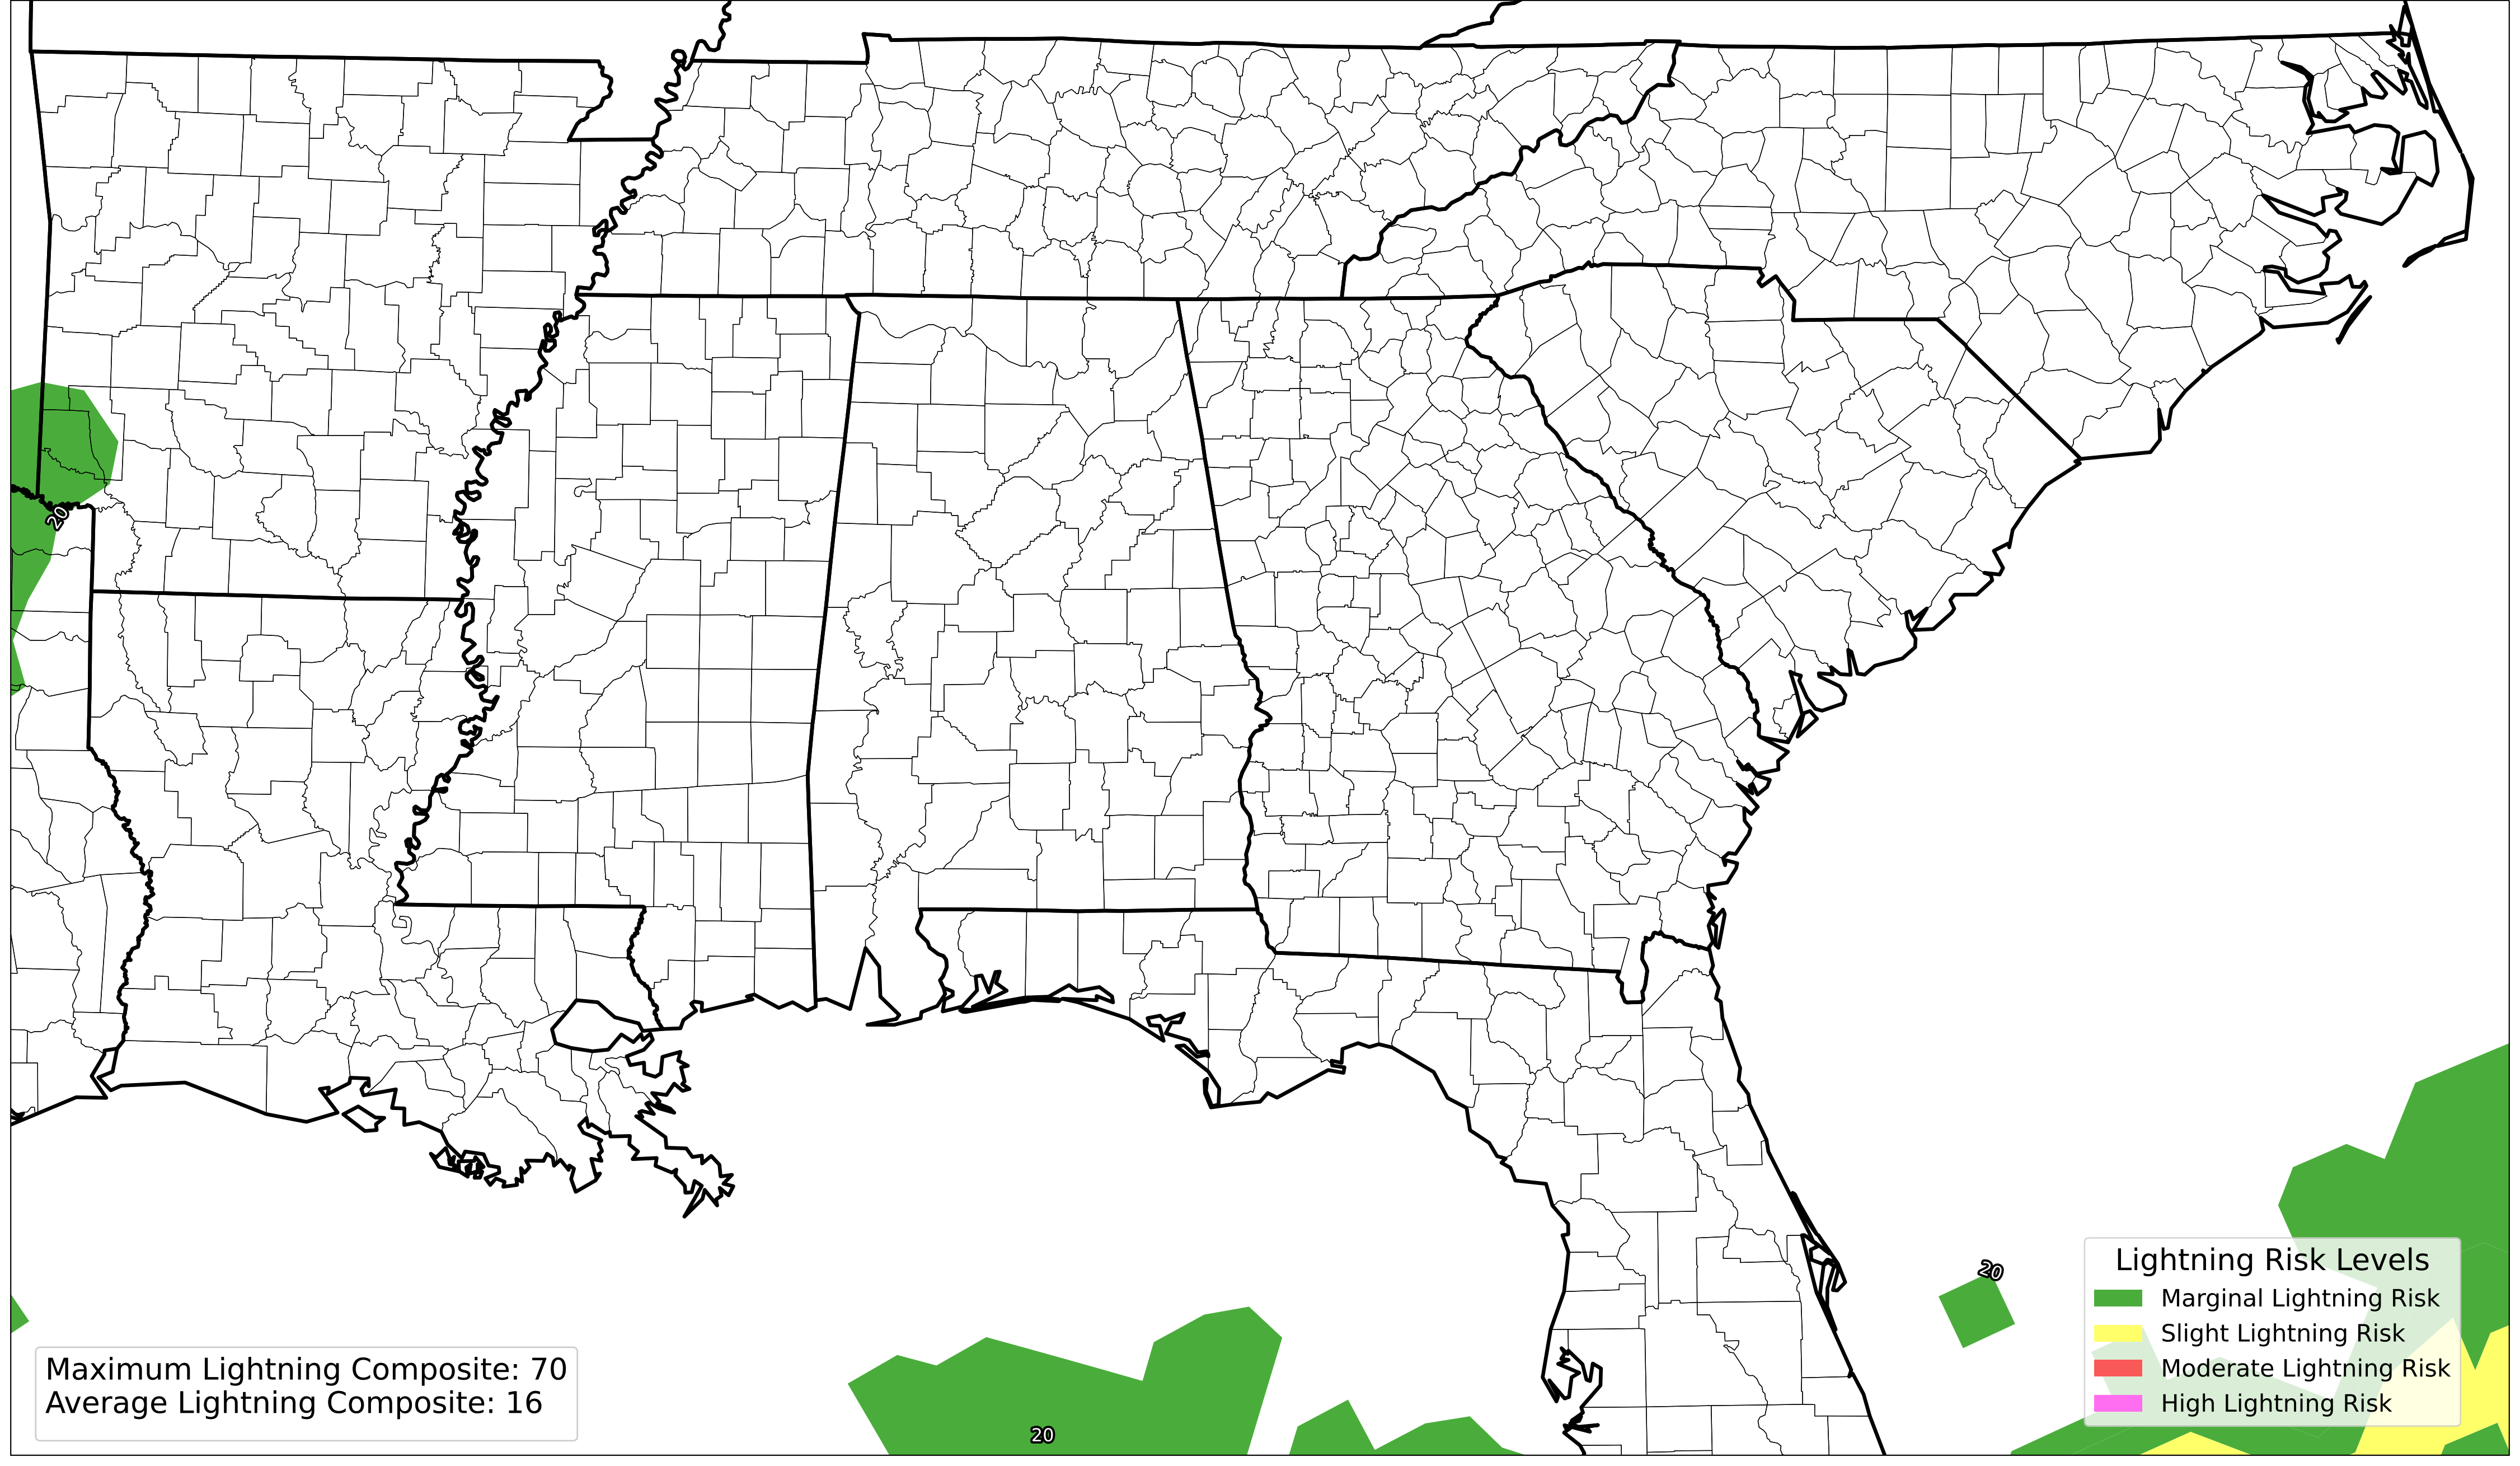 20
20
Lightning Risk Levels
Marginal Lightning Risk
Slight Lightning Risk
Moderate Lightning Risk
High Lightning Risk
Maximum Lightning Composite: 70
Average Lightning Composite: 16
20